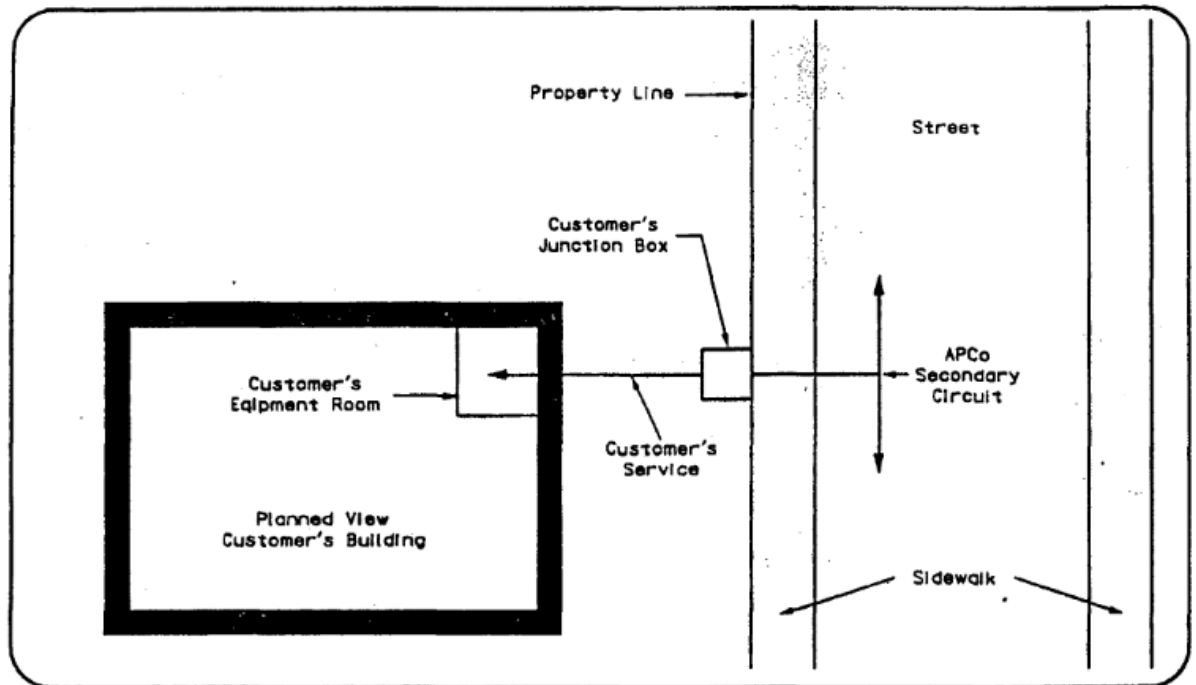 Property Line
Street
Customer's
Junction Box
APCo
Secondary
Circuit
Customer's
Eqipment Room
Customer's
Service
Planned View
Customer's Building
Sidewalk